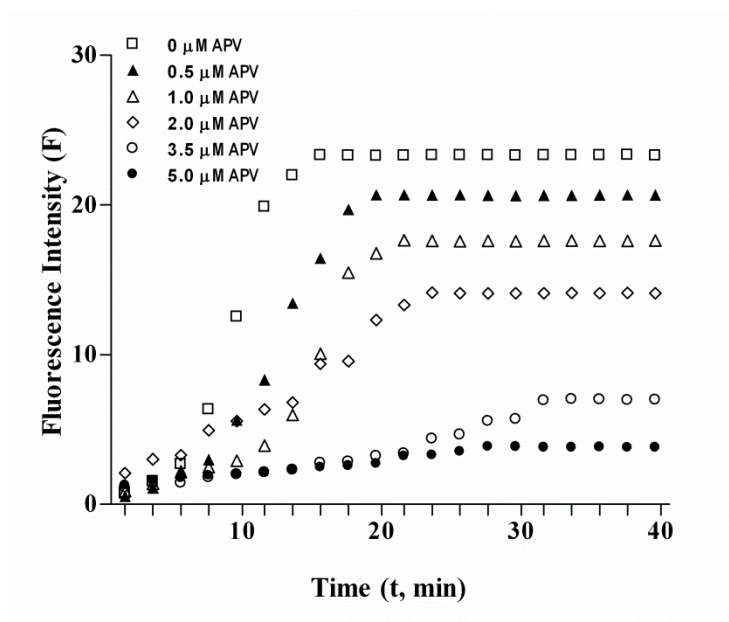 30
0 μM APV
0.5 μM APV
1.0 μM APV
2.0 μM APV
3.5 μM APV
5.0 μM APV
20
10
0
Fluorescence Intensity (F)
10 20 30 40
Time (t, min)